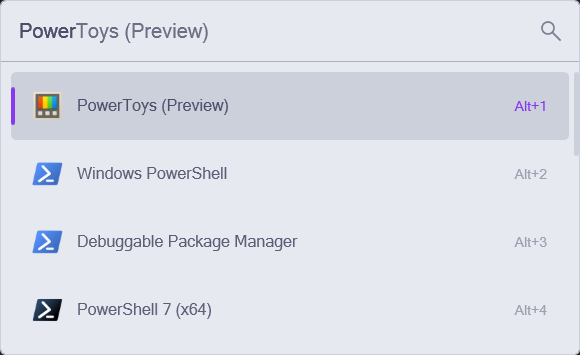 PowerToys (Preview)
PowerToys (Preview) Alt+1
Windows PowerShell Alt+2
Debuggable Package Manager Alt+3
PowerShell 7 (x64) Alt+4